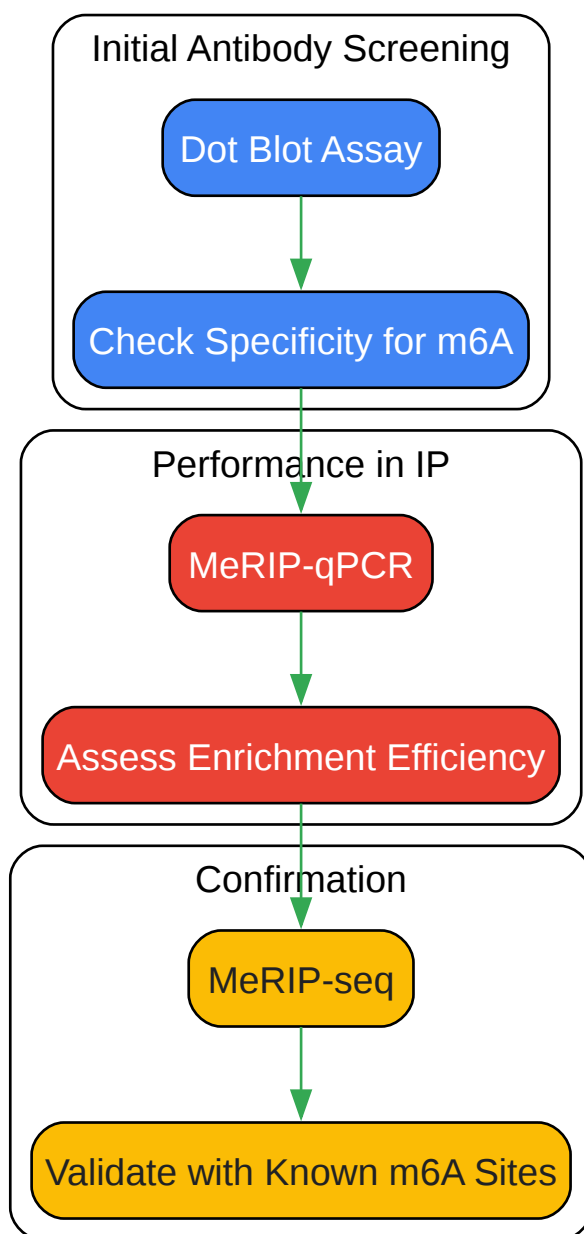 Initial Antibody Screening
Dot Blot Assay
Check Specificity for m6A
Performance in IP
MeRIP-qPCR
Assess Enrichment Efficiency
Confirmation
MeRIP-seq
Validate with Known m6A Sites